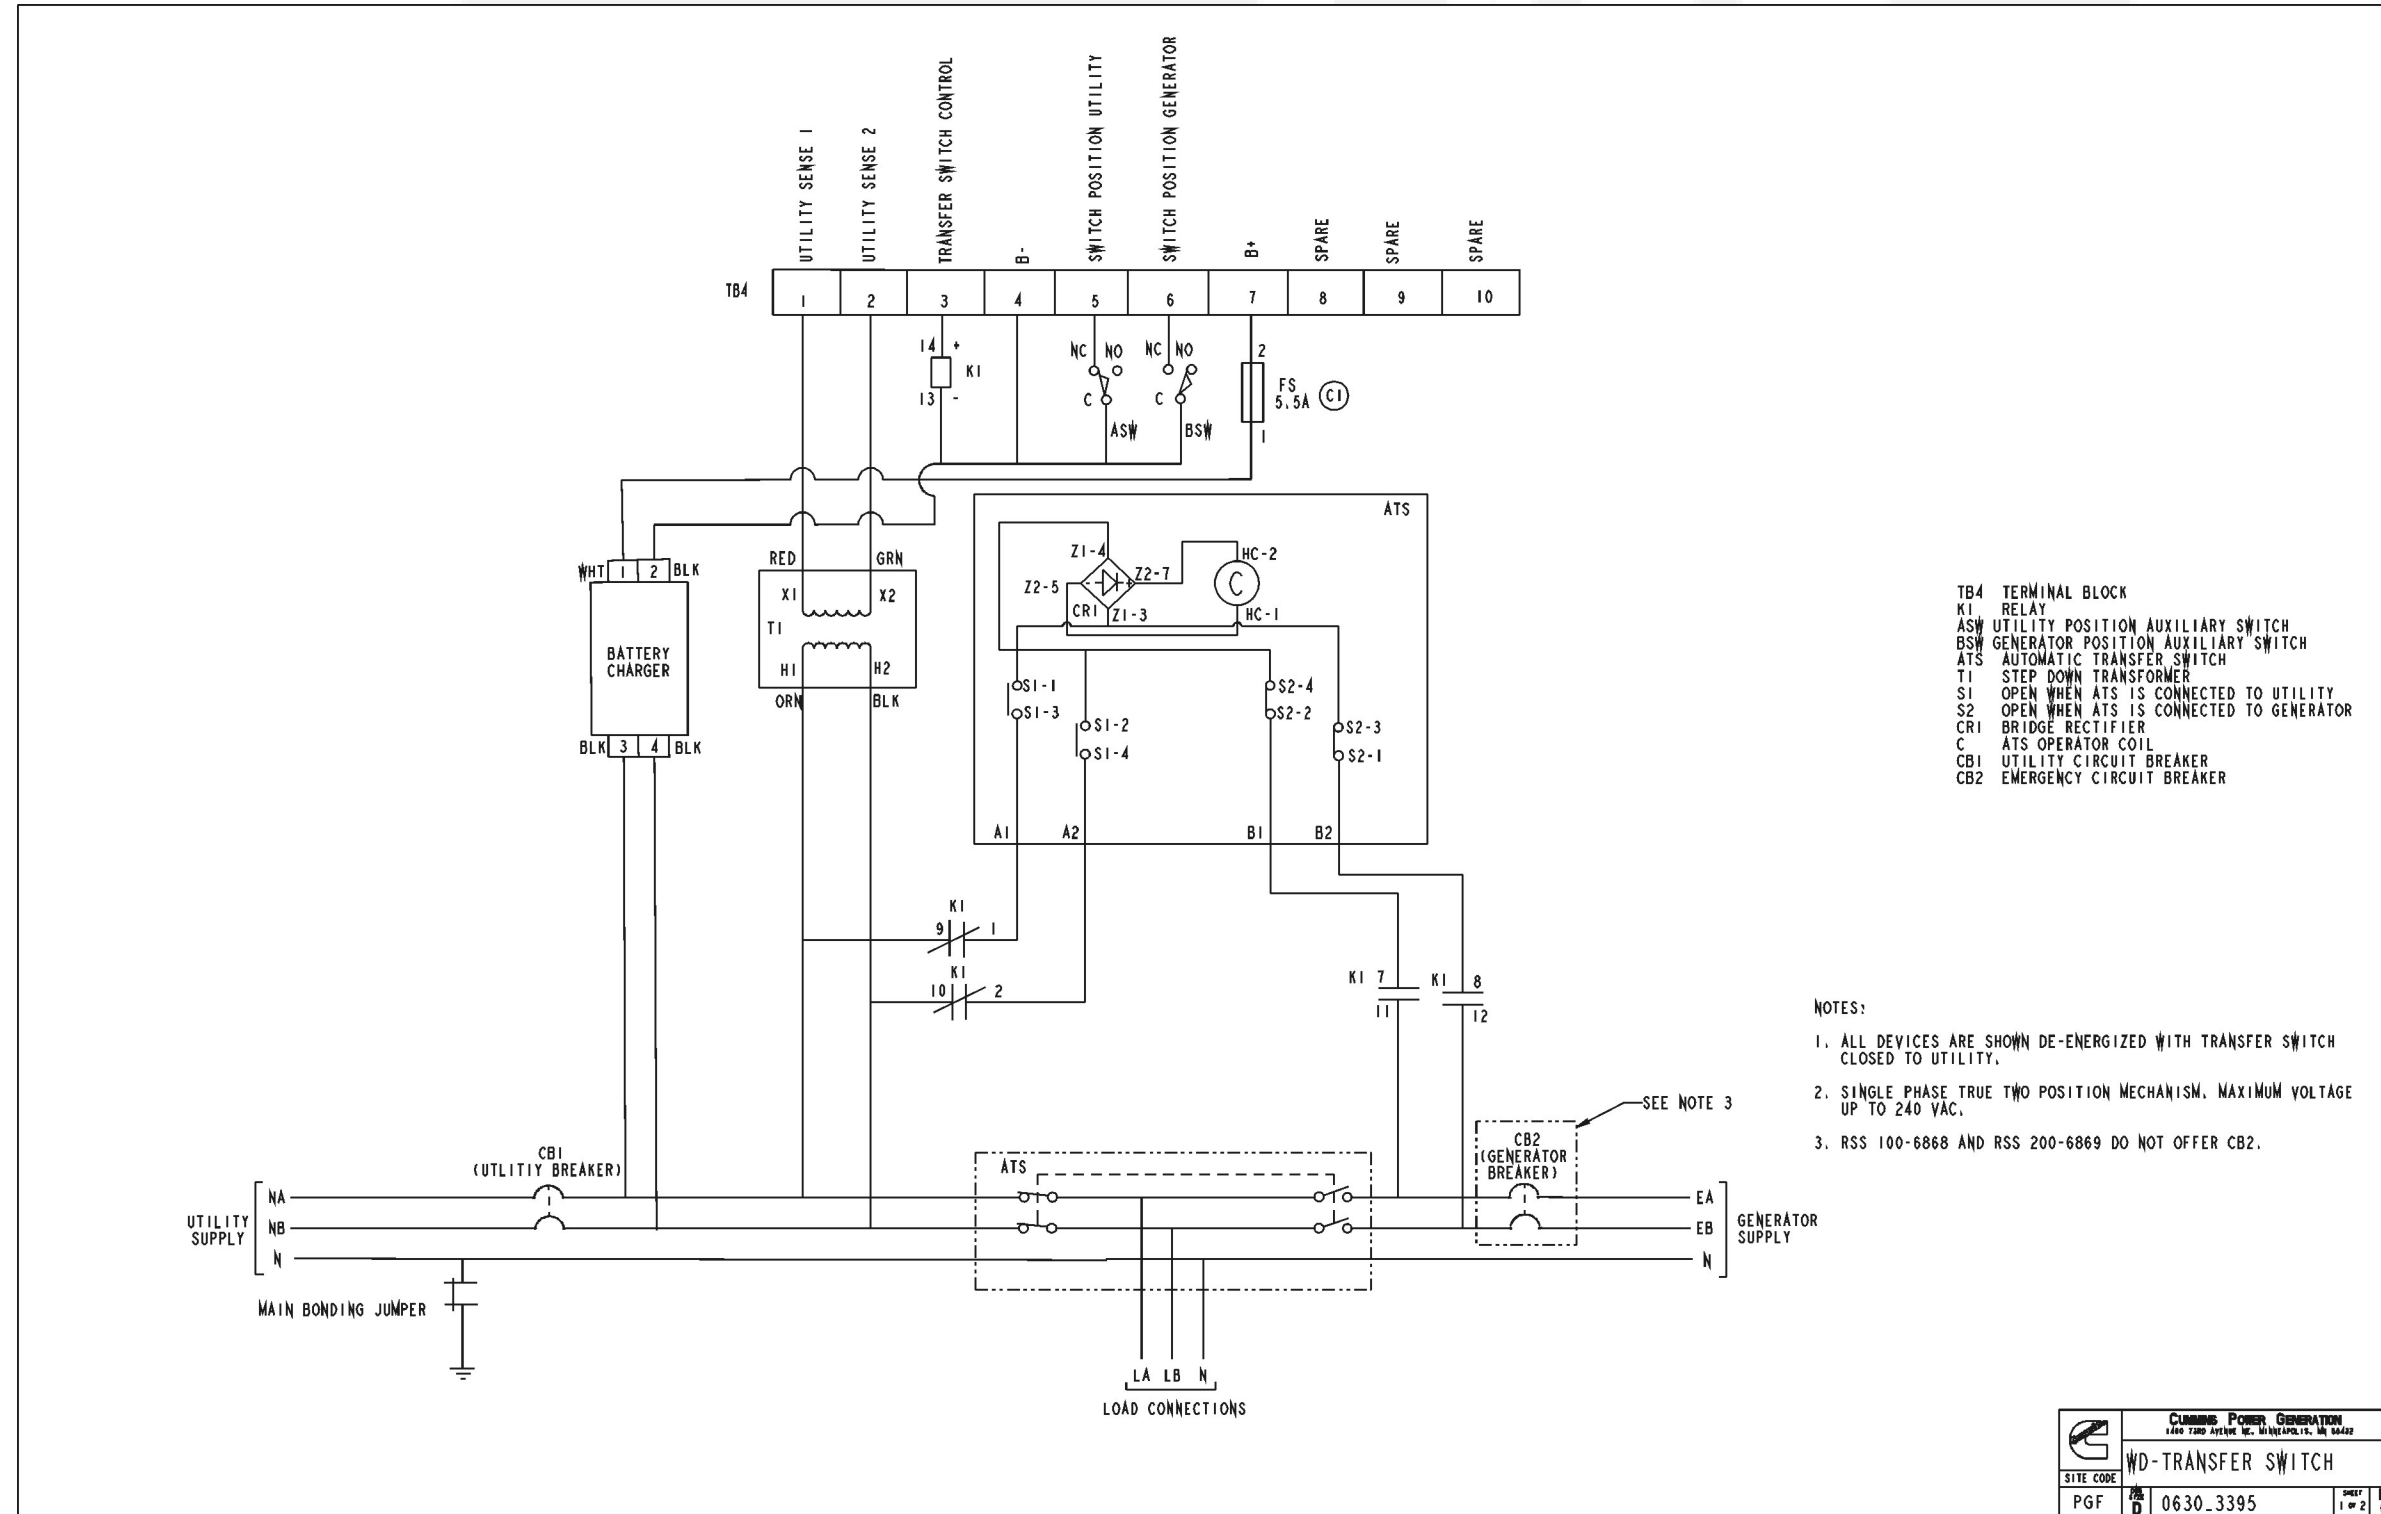 UTILITY SENSE 1
UTILITY SENSE 2
TRANSFER SWITCH CONTROL
B-
SWITCH POSITION UTILITY
SWITCH POSITION GENERATOR
B+
SPARE
SPARE
SPARE
TB4
1 2 3 4 5 6 7 8 9 10
14 +
K1
13 -
NC NO
C
ASW
NC NO
C
BSW
2
FS
5.5A
C1
1
WHT 1 2 BLK
BATTERY
CHARGER
BLK 3 4 BLK
RED GRN
X1 X2
T1
H1 H2
ORN BLK
ATS
Z1-4
Z2-5
Z2-7
- +
CR1
Z1-3
HC-2
C
HC-1
S1-1
S1-3
S1-2
S1-4
S2-4
S2-2
S2-3
S2-1
A1 A2 B1 B2
K1
9 1
K1
10 2
K1 7
11
K1 8
12
TB4 TERMINAL BLOCK
K1 RELAY
ASW UTILITY POSITION AUXILIARY SWITCH
BSW GENERATOR POSITION AUXILIARY SWITCH
ATS AUTOMATIC TRANSFER SWITCH
T1 STEP DOWN TRANSFORMER
S1 OPEN WHEN ATS IS CONNECTED TO UTILITY
S2 OPEN WHEN ATS IS CONNECTED TO GENERATOR
CR1 BRIDGE RECTIFIER
C ATS OPERATOR COIL
CB1 UTILITY CIRCUIT BREAKER
CB2 EMERGENCY CIRCUIT BREAKER
NOTES:
1. ALL DEVICES ARE SHOWN DE-ENERGIZED WITH TRANSFER SWITCH
CLOSED TO UTILITY.
2. SINGLE PHASE TRUE TWO POSITION MECHANISM. MAXIMUM VOLTAGE
UP TO 240 VAC.
3. RSS 100-6868 AND RSS 200-6869 DO NOT OFFER CB2.
SEE NOTE 3
CB1
(UTLITIY BREAKER)
ATS
CB2
(GENERATOR
BREAKER)
UTILITY
SUPPLY
NA
NB
N
EA
EB
N
GENERATOR
SUPPLY
MAIN BONDING JUMPER
LA LB N
LOAD CONNECTIONS
CUMMINS POWER GENERATION
1400 73RD AVENUE NE. MINNEAPOLIS, MN 55432
WD-TRANSFER SWITCH
SITE CODE
PGF
D
0630_3395
SHEET
1 OF 2